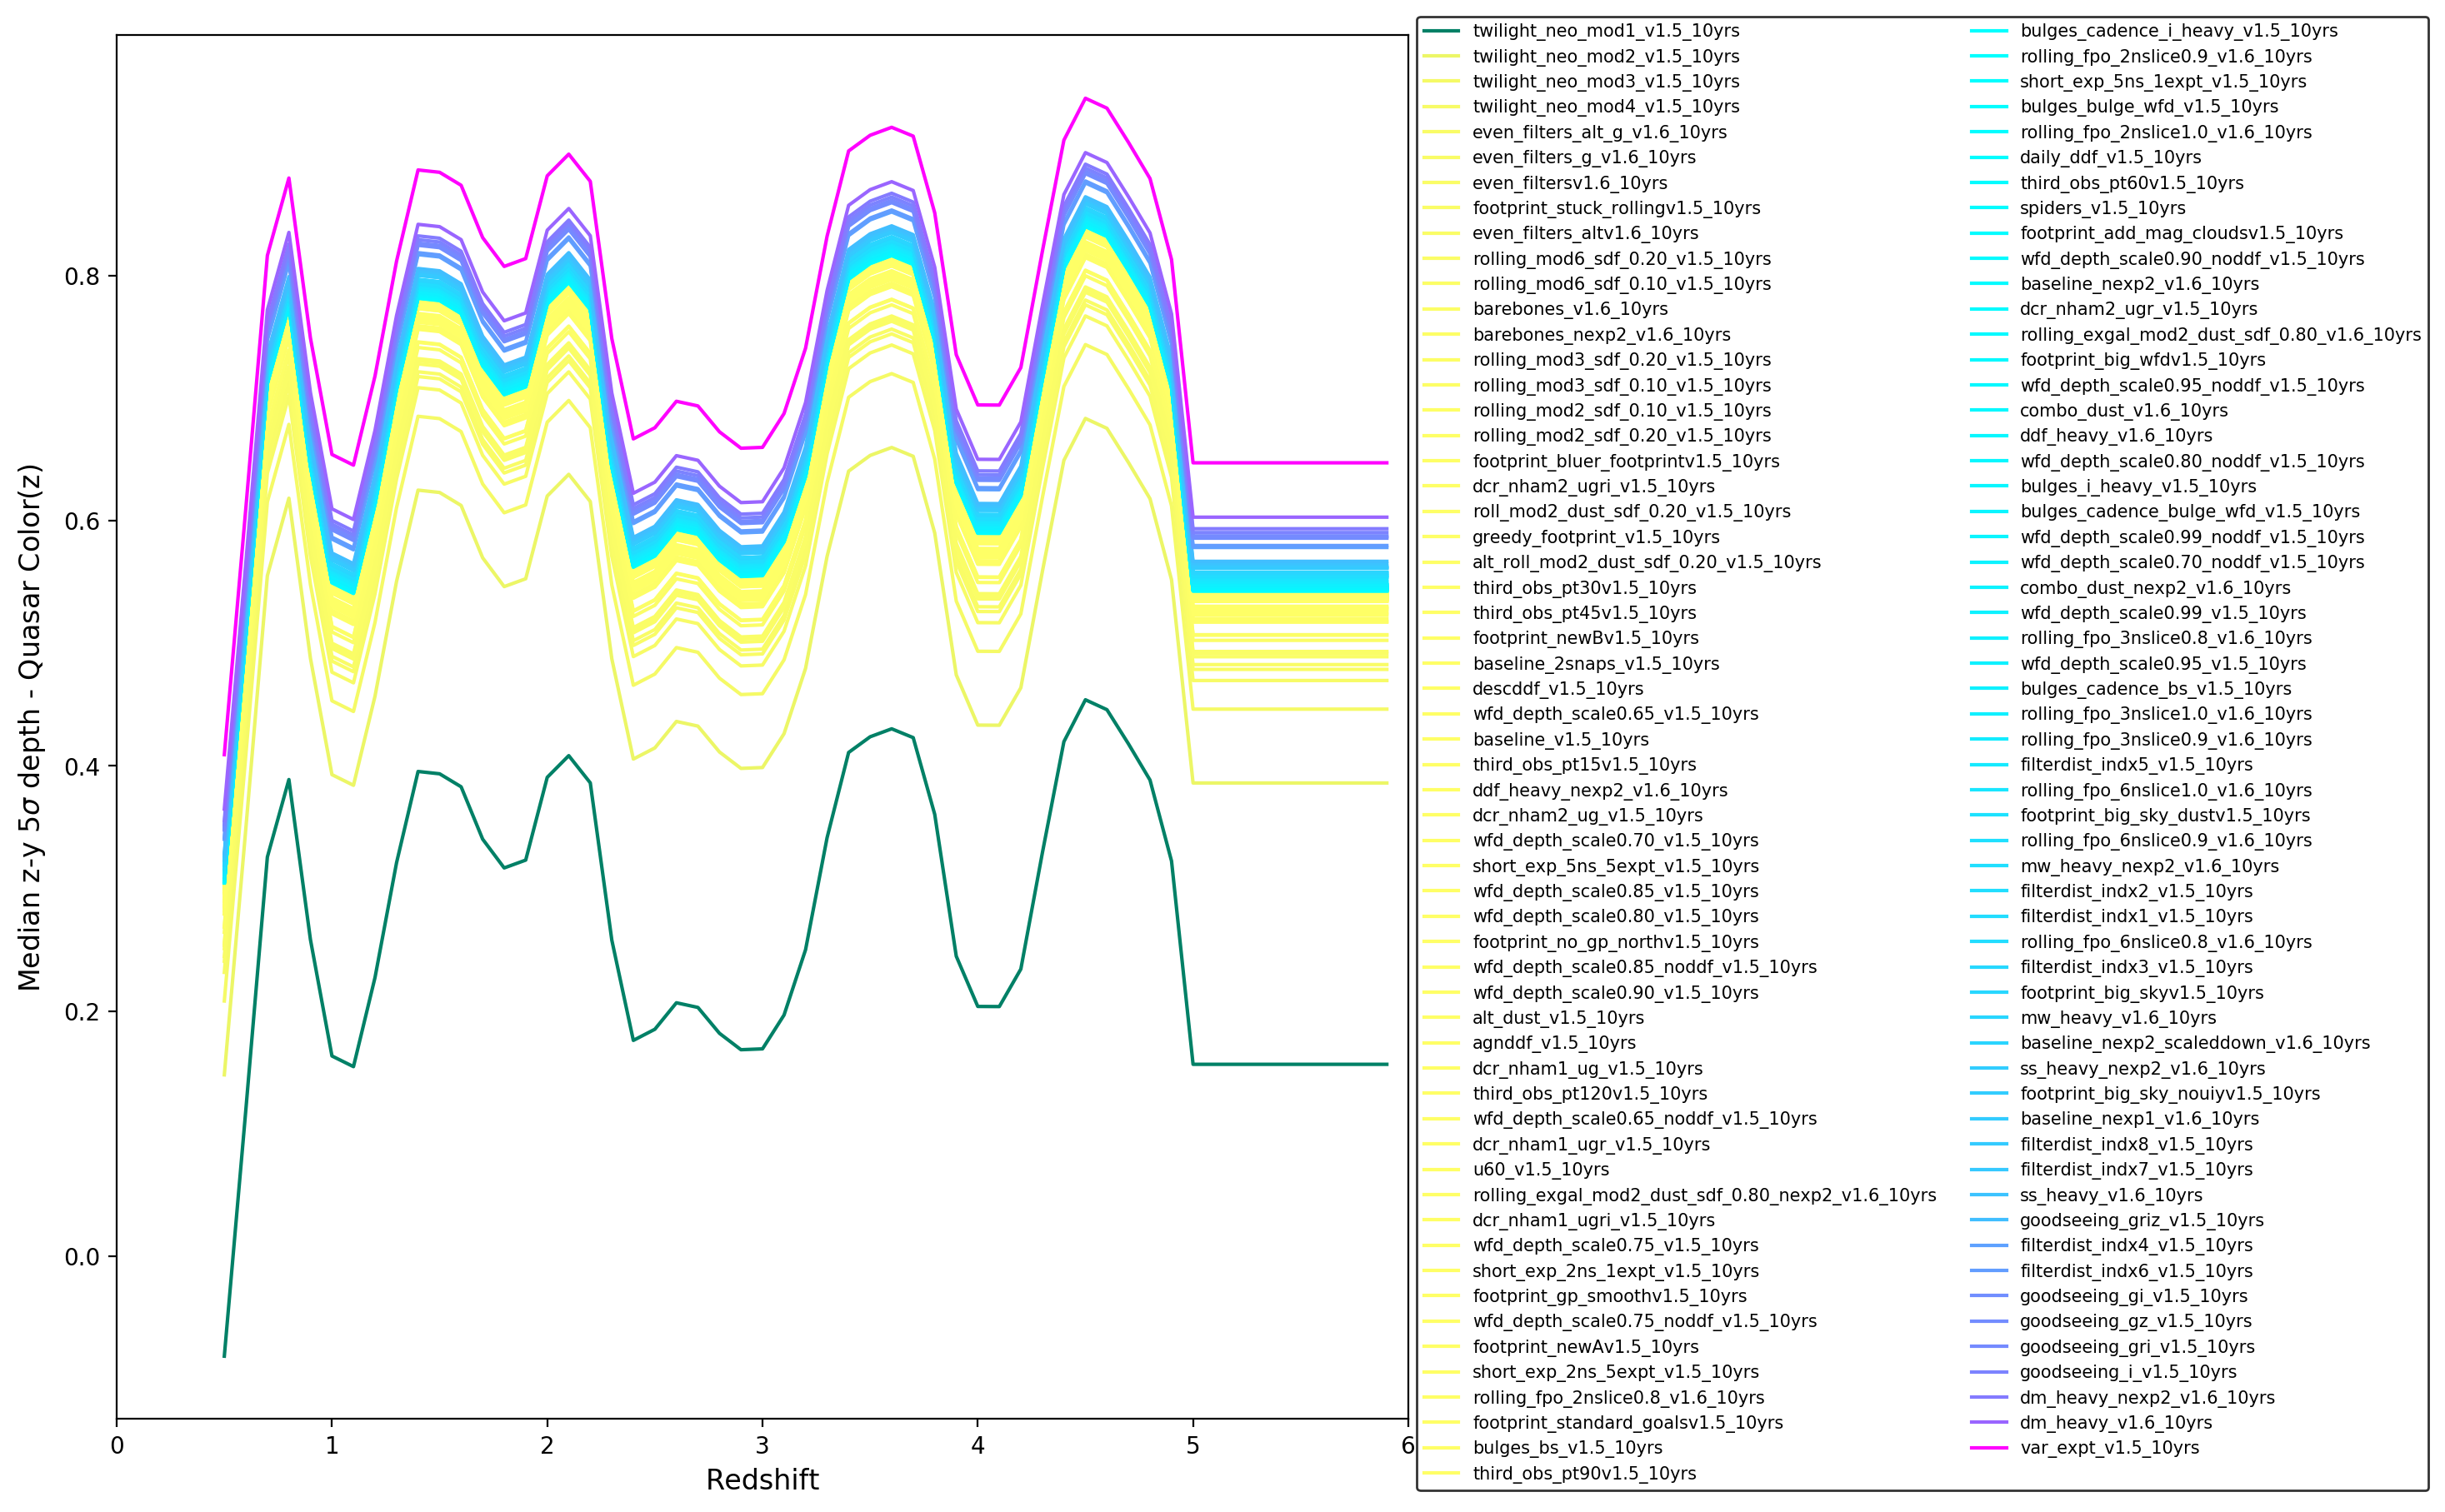 Median z-y 5σ depth - Quasar Color(z)
0.8
0.6
0.4
0.2
0.0
0
1
2
3
4
5
6
Redshift
twilight_neo_mod1_v1.5_10yrs
twilight_neo_mod2_v1.5_10yrs
twilight_neo_mod3_v1.5_10yrs
twilight_neo_mod4_v1.5_10yrs
even_filters_alt_g_v1.6_10yrs
even_filters_g_v1.6_10yrs
even_filtersv1.6_10yrs
footprint_stuck_rollingv1.5_10yrs
even_filters_altv1.6_10yrs
rolling_mod6_sdf_0.20_v1.5_10yrs
rolling_mod6_sdf_0.10_v1.5_10yrs
barebones_v1.6_10yrs
barebones_nexp2_v1.6_10yrs
rolling_mod3_sdf_0.20_v1.5_10yrs
rolling_mod3_sdf_0.10_v1.5_10yrs
rolling_mod2_sdf_0.10_v1.5_10yrs
rolling_mod2_sdf_0.20_v1.5_10yrs
footprint_bluer_footprintv1.5_10yrs
dcr_nham2_ugri_v1.5_10yrs
roll_mod2_dust_sdf_0.20_v1.5_10yrs
greedy_footprint_v1.5_10yrs
alt_roll_mod2_dust_sdf_0.20_v1.5_10yrs
third_obs_pt30v1.5_10yrs
third_obs_pt45v1.5_10yrs
footprint_newBv1.5_10yrs
baseline_2snaps_v1.5_10yrs
descddf_v1.5_10yrs
wfd_depth_scale0.65_v1.5_10yrs
baseline_v1.5_10yrs
third_obs_pt15v1.5_10yrs
ddf_heavy_nexp2_v1.6_10yrs
dcr_nham2_ug_v1.5_10yrs
wfd_depth_scale0.70_v1.5_10yrs
short_exp_5ns_5expt_v1.5_10yrs
wfd_depth_scale0.85_v1.5_10yrs
wfd_depth_scale0.80_v1.5_10yrs
footprint_no_gp_northv1.5_10yrs
wfd_depth_scale0.85_noddf_v1.5_10yrs
wfd_depth_scale0.90_v1.5_10yrs
alt_dust_v1.5_10yrs
agnddf_v1.5_10yrs
dcr_nham1_ug_v1.5_10yrs
third_obs_pt120v1.5_10yrs
wfd_depth_scale0.65_noddf_v1.5_10yrs
dcr_nham1_ugr_v1.5_10yrs
u60_v1.5_10yrs
rolling_exgal_mod2_dust_sdf_0.80_nexp2_v1.6_10yrs
dcr_nham1_ugri_v1.5_10yrs
wfd_depth_scale0.75_v1.5_10yrs
short_exp_2ns_1expt_v1.5_10yrs
footprint_gp_smoothv1.5_10yrs
wfd_depth_scale0.75_noddf_v1.5_10yrs
footprint_newAv1.5_10yrs
short_exp_2ns_5expt_v1.5_10yrs
rolling_fpo_2nslice0.8_v1.6_10yrs
footprint_standard_goalsv1.5_10yrs
bulges_bs_v1.5_10yrs
third_obs_pt90v1.5_10yrs
bulges_cadence_i_heavy_v1.5_10yrs
rolling_fpo_2nslice0.9_v1.6_10yrs
short_exp_5ns_1expt_v1.5_10yrs
bulges_bulge_wfd_v1.5_10yrs
rolling_fpo_2nslice1.0_v1.6_10yrs
daily_ddf_v1.5_10yrs
third_obs_pt60v1.5_10yrs
spiders_v1.5_10yrs
footprint_add_mag_cloudsv1.5_10yrs
wfd_depth_scale0.90_noddf_v1.5_10yrs
baseline_nexp2_v1.6_10yrs
dcr_nham2_ugr_v1.5_10yrs
rolling_exgal_mod2_dust_sdf_0.80_v1.6_10yrs
footprint_big_wfdv1.5_10yrs
wfd_depth_scale0.95_noddf_v1.5_10yrs
combo_dust_v1.6_10yrs
ddf_heavy_v1.6_10yrs
wfd_depth_scale0.80_noddf_v1.5_10yrs
bulges_i_heavy_v1.5_10yrs
bulges_cadence_bulge_wfd_v1.5_10yrs
wfd_depth_scale0.99_noddf_v1.5_10yrs
wfd_depth_scale0.70_noddf_v1.5_10yrs
combo_dust_nexp2_v1.6_10yrs
wfd_depth_scale0.99_v1.5_10yrs
rolling_fpo_3nslice0.8_v1.6_10yrs
wfd_depth_scale0.95_v1.5_10yrs
bulges_cadence_bs_v1.5_10yrs
rolling_fpo_3nslice1.0_v1.6_10yrs
rolling_fpo_3nslice0.9_v1.6_10yrs
filterdist_indx5_v1.5_10yrs
rolling_fpo_6nslice1.0_v1.6_10yrs
footprint_big_sky_dustv1.5_10yrs
rolling_fpo_6nslice0.9_v1.6_10yrs
mw_heavy_nexp2_v1.6_10yrs
filterdist_indx2_v1.5_10yrs
filterdist_indx1_v1.5_10yrs
rolling_fpo_6nslice0.8_v1.6_10yrs
filterdist_indx3_v1.5_10yrs
footprint_big_skyv1.5_10yrs
mw_heavy_v1.6_10yrs
baseline_nexp2_scaleddown_v1.6_10yrs
ss_heavy_nexp2_v1.6_10yrs
footprint_big_sky_nouiyv1.5_10yrs
baseline_nexp1_v1.6_10yrs
filterdist_indx8_v1.5_10yrs
filterdist_indx7_v1.5_10yrs
ss_heavy_v1.6_10yrs
goodseeing_griz_v1.5_10yrs
filterdist_indx4_v1.5_10yrs
filterdist_indx6_v1.5_10yrs
goodseeing_gi_v1.5_10yrs
goodseeing_gz_v1.5_10yrs
goodseeing_gri_v1.5_10yrs
goodseeing_i_v1.5_10yrs
dm_heavy_nexp2_v1.6_10yrs
dm_heavy_v1.6_10yrs
var_expt_v1.5_10yrs